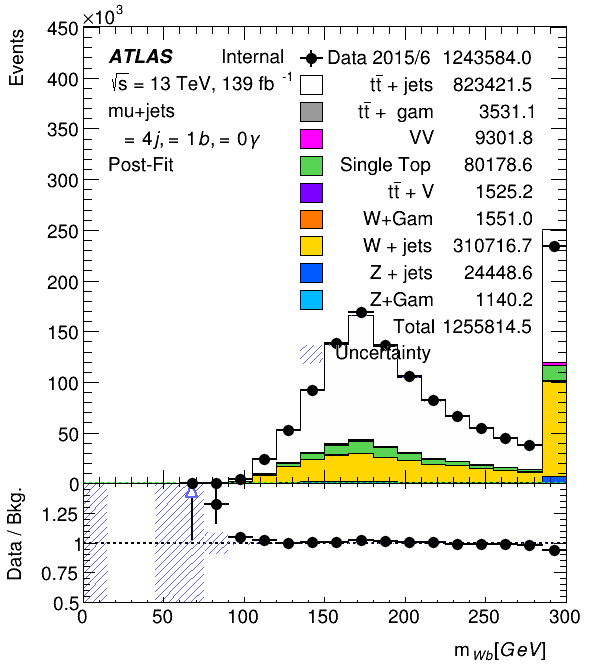 ×10³
Events
450
400
350
300
250
200
150
100
50
0
ATLAS Internal
√s = 13 TeV, 139 fb⁻¹
mu+jets
= 4j, = 1b, = 0γ
Post-Fit
Data 2015/6 1243584.0
tt̄ + jets 823421.5
tt̄ + gam 3531.1
VV 9301.8
Single Top 80178.6
tt̄ + V 1525.2
W+Gam 1551.0
W + jets 310716.7
Z + jets 24448.6
Z+Gam 1140.2
Total 1255814.5
Uncertainty
Data / Bkg.
1.25
1
0.75
0.5
0 50 100 150 200 250 300
m_Wb [GeV]